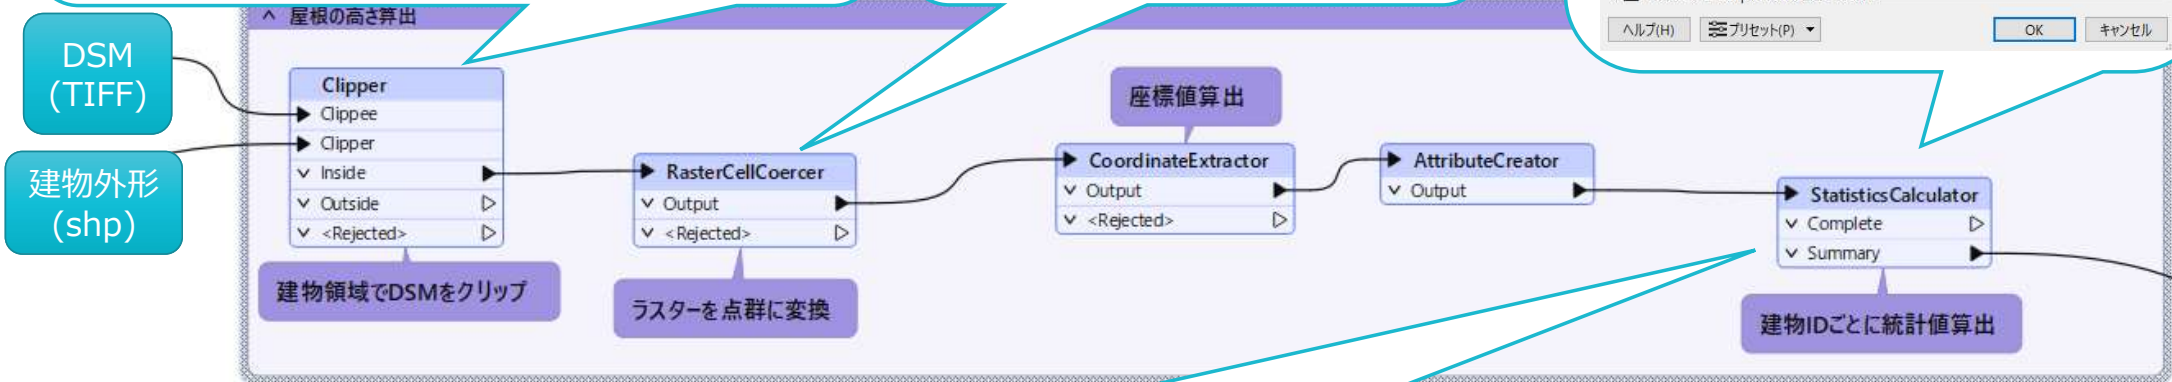 ^ 屋根の高さ算出
ヘルプ(H)
プリセット(P)
OK
キャンセル
DSM
(TIFF)
建物外形
(shp)
Clipper
Clippee
Clipper
Inside
Outside
<Rejected>
建物領域でDSMをクリップ
RasterCellCoercer
Output
<Rejected>
ラスターを点群に変換
座標値算出
CoordinateExtractor
Output
<Rejected>
AttributeCreator
Output
StatisticsCalculator
Complete
Summary
建物IDごとに統計値算出